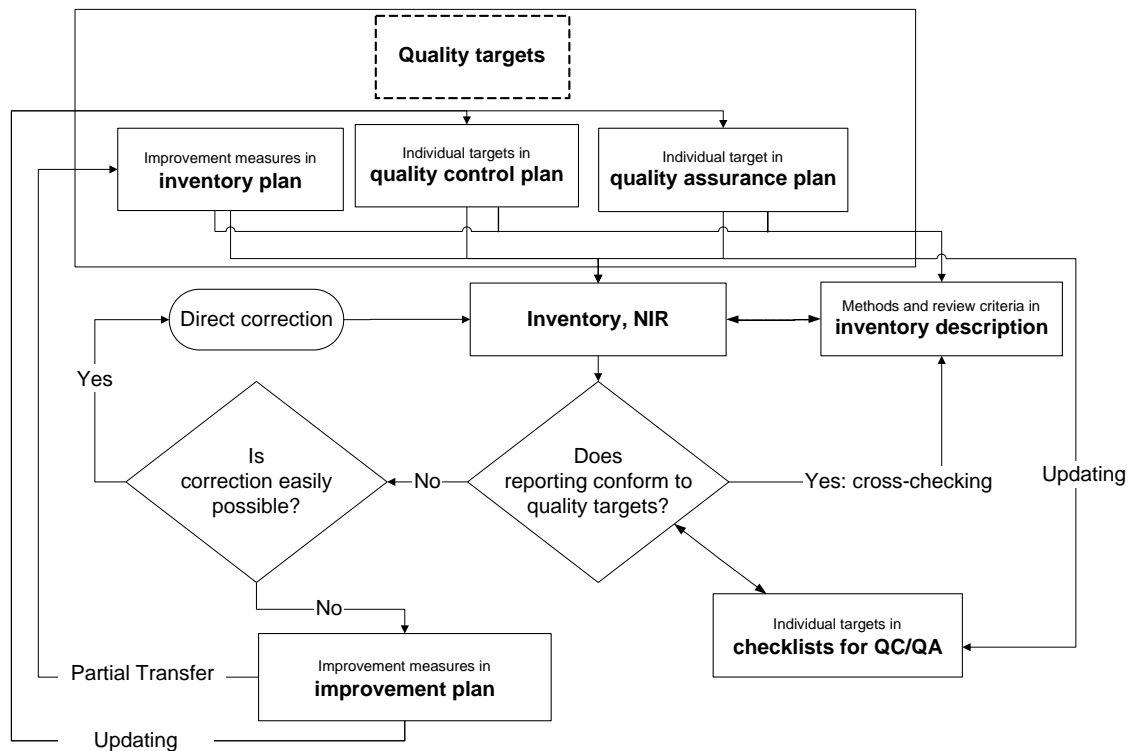 Quality targets
Improvement measures in
inventory plan
Individual targets in
quality control plan
Individual target in
quality assurance plan
Direct correction
Inventory, NIR
Methods and review criteria in
inventory description
Yes
Is
correction easily
possible?
No
Does
reporting conform to
quality targets?
Yes: cross-checking
Updating
No
Individual targets in
checklists for QC/QA
Partial Transfer
Improvement measures in
improvement plan
Updating